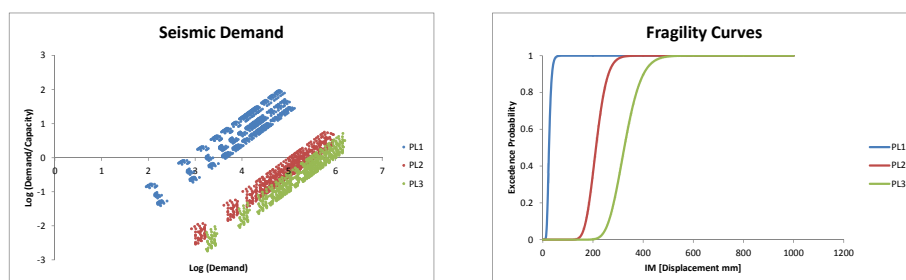 Seismic Demand
3
2
1
0
-1
-2
-3
0 1 2 3 4 5 6 7
Log (Demand/Capacity)
Log (Demand)
PL1
PL2
PL3
Fragility Curves
1
0.8
0.6
0.4
0.2
0
0 200 400 600 800 1000 1200
Excedence Probability
IM [Displacement mm]
PL1
PL2
PL3